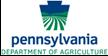 pennsylvania
DEPARTMENT OF AGRICULTURE